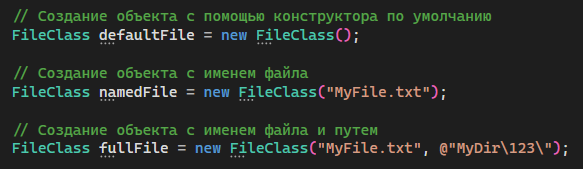 // Создание объекта с помощью конструктора по умолчанию
FileClass defaultFile = new FileClass();
// Создание объекта с именем файла
FileClass namedFile = new FileClass("MyFile.txt");
// Создание объекта с именем файла и путем
FileClass fullFile = new FileClass("MyFile.txt", @"MyDir\123\");